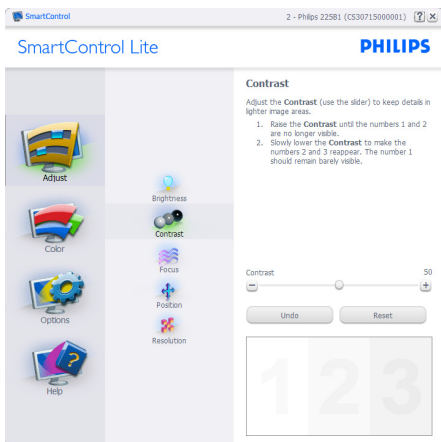 SmartControl
2 - Philips 225B1 (CS30715000001)
SmartControl Lite
PHILIPS
Adjust
Color
Options
Help
Brightness
Contrast
Focus
Position
Resolution
Contrast
Adjust the Contrast (use the slider) to keep details in
lighter image areas.
1. Raise the Contrast until the numbers 1 and 2
are no longer visible.
2. Slowly lower the Contrast to make the
numbers 2 and 3 reappear. The number 1
should remain barely visible.
Contrast 50
Undo Reset
1 2 3